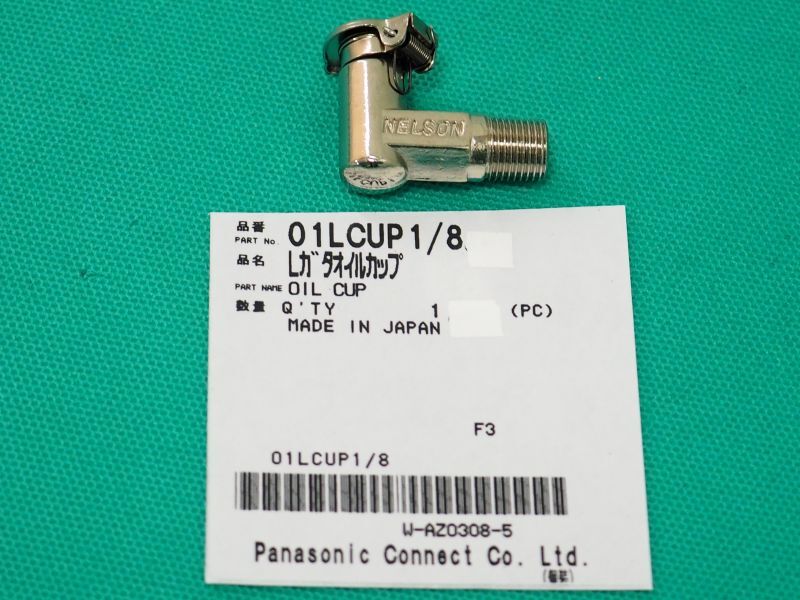 NELSON
品番
PART No. 01LCUP1/8
品名 Lガタオイルカップ
PART NAME OIL CUP
数量 Q'TY 1 (PC)
MADE IN JAPAN
F3
01LCUP1/8
W-AZ0308-5
Panasonic Connect Co. Ltd.